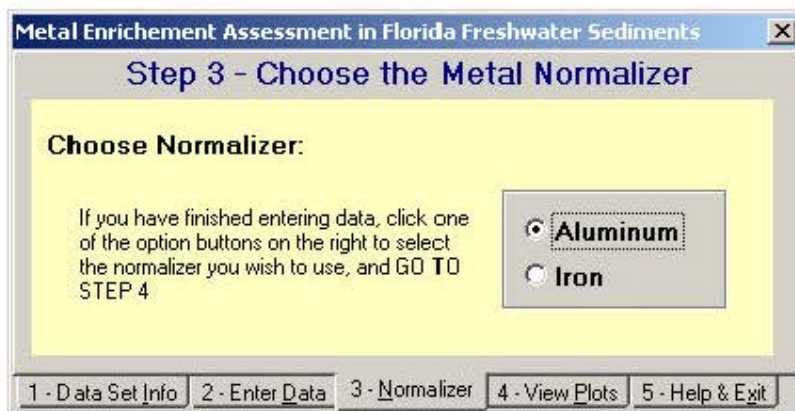 Metal Enrichement Assessment in Florida Freshwater Sediments
Step 3 - Choose the Metal Normalizer
Choose Normalizer:
If you have finished entering data, click one
of the option buttons on the right to select
the normalizer you wish to use, and GO TO
STEP 4
Aluminum
Iron
1 - Data Set Info 2 - Enter Data 3 - Normalizer 4 - View Plots 5 - Help & Exit